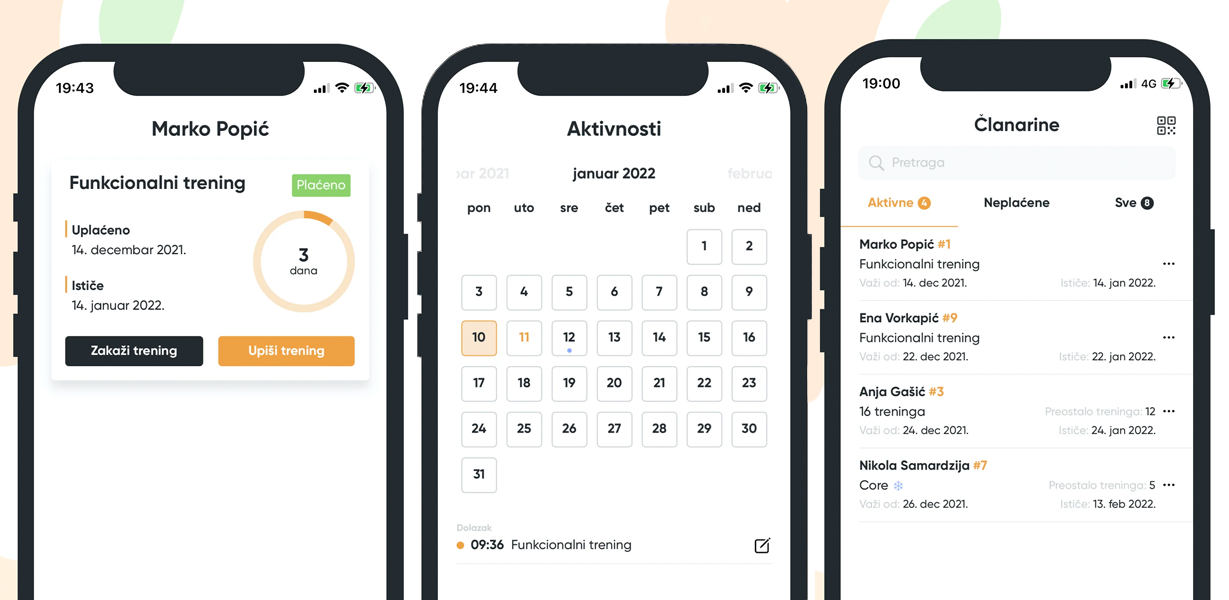 19:43
Marko Popić
Funkcionalni trening
Plaćeno
Uplaćeno
14. decembar 2021.
3
dana
Ističe
14. januar 2022.
Zakaži trening
Upiši trening
19:44
Aktivnosti
januar 2022
pon uto sre čet pet sub ned
1 2
3 4 5 6 7 8 9
10 11 12 13 14 15 16
17 18 19 20 21 22 23
24 25 26 27 28 29 30
31
Dolazak
09:36 Funkcionalni trening
19:00 4G
Članarine
Pretraga
Aktivne 4 Neplaćene Sve 8
Marko Popić #1
Funkcionalni trening
Važi od: 14. dec 2021. Ističe: 14. jan 2022.
Ena Vorkapić #9
Funkcionalni trening
Važi od: 22. dec 2021. Ističe: 22. jan 2022.
Anja Gašić #3
16 treninga Preostalo treninga: 12
Važi od: 24. dec 2021. Ističe: 24. jan 2022.
Nikola Samardzija #7
Core Preostalo treninga: 5
Važi od: 26. dec 2021. Ističe: 13. feb 2022.